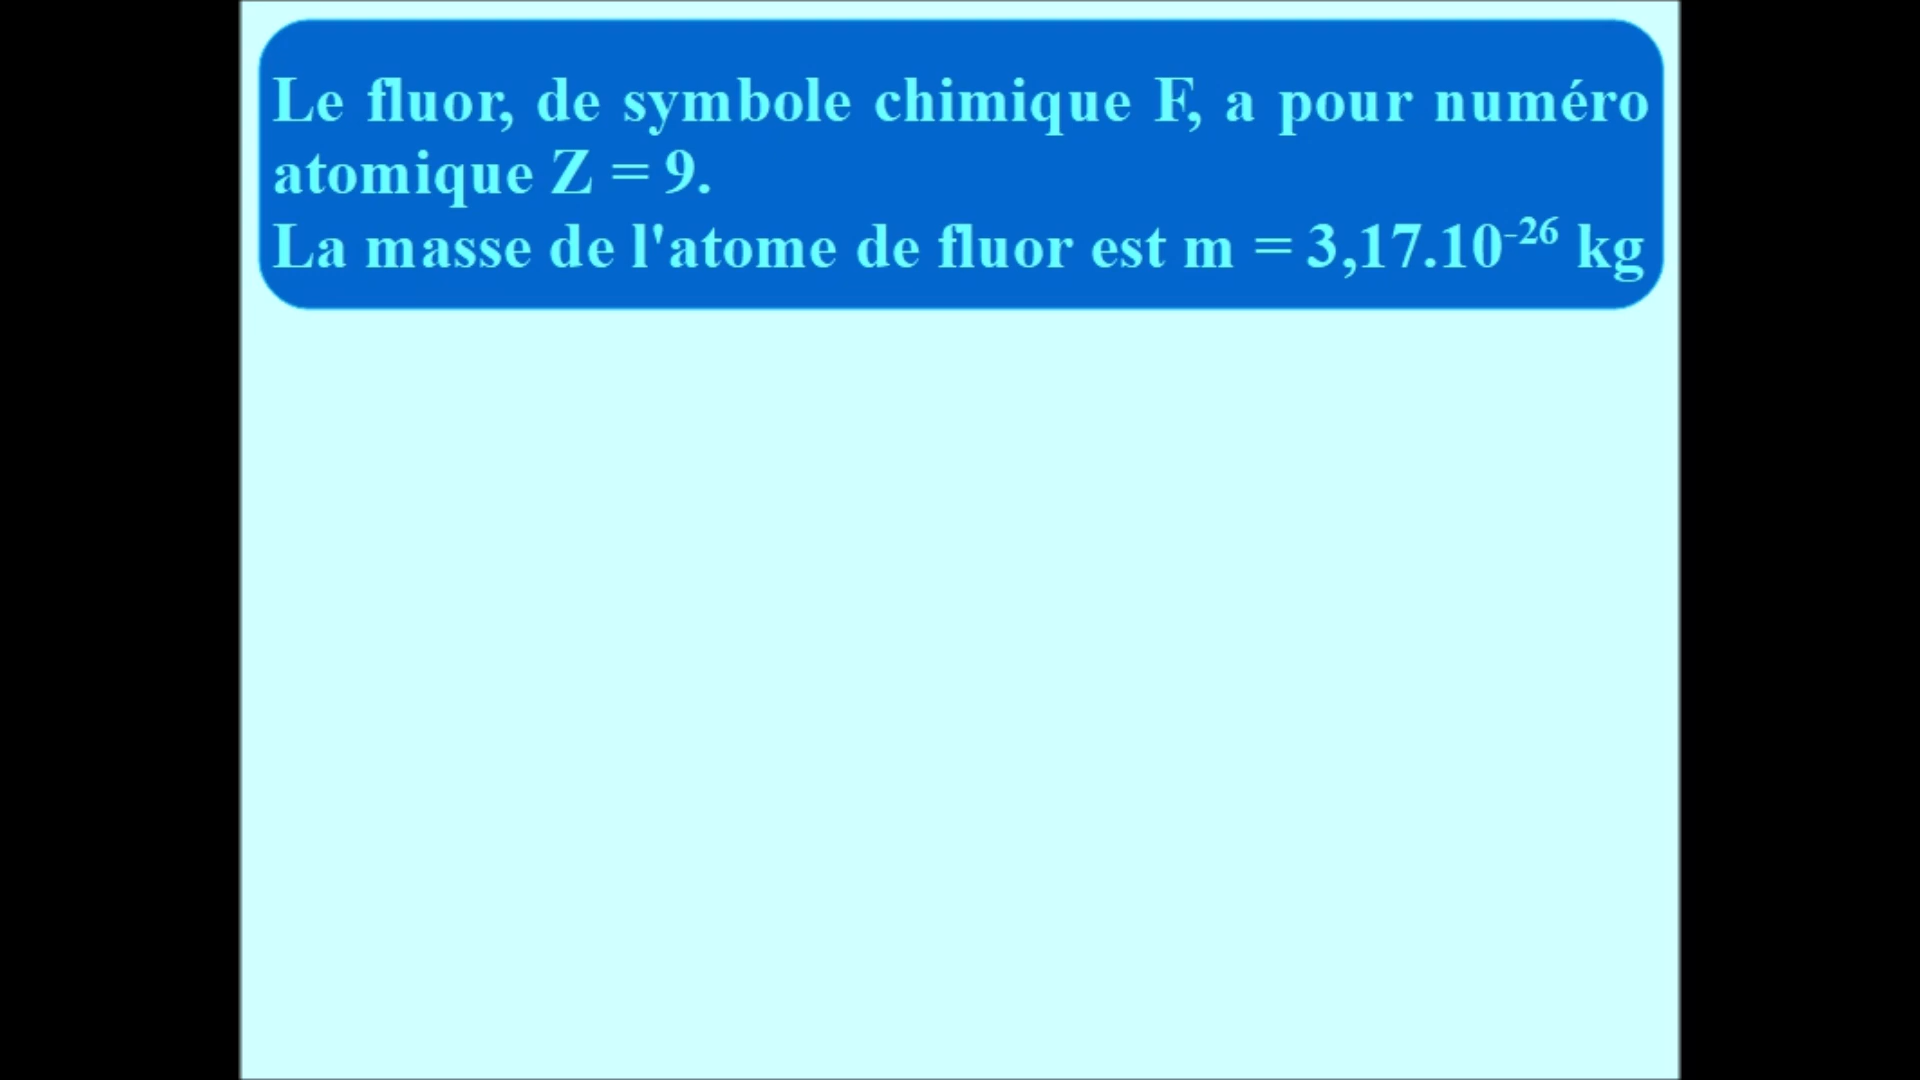 Le fluor, de symbole chimique F, a pour numéro
atomique Z = 9.
La masse de l'atome de fluor est m = 3,17.10⁻²⁶ kg